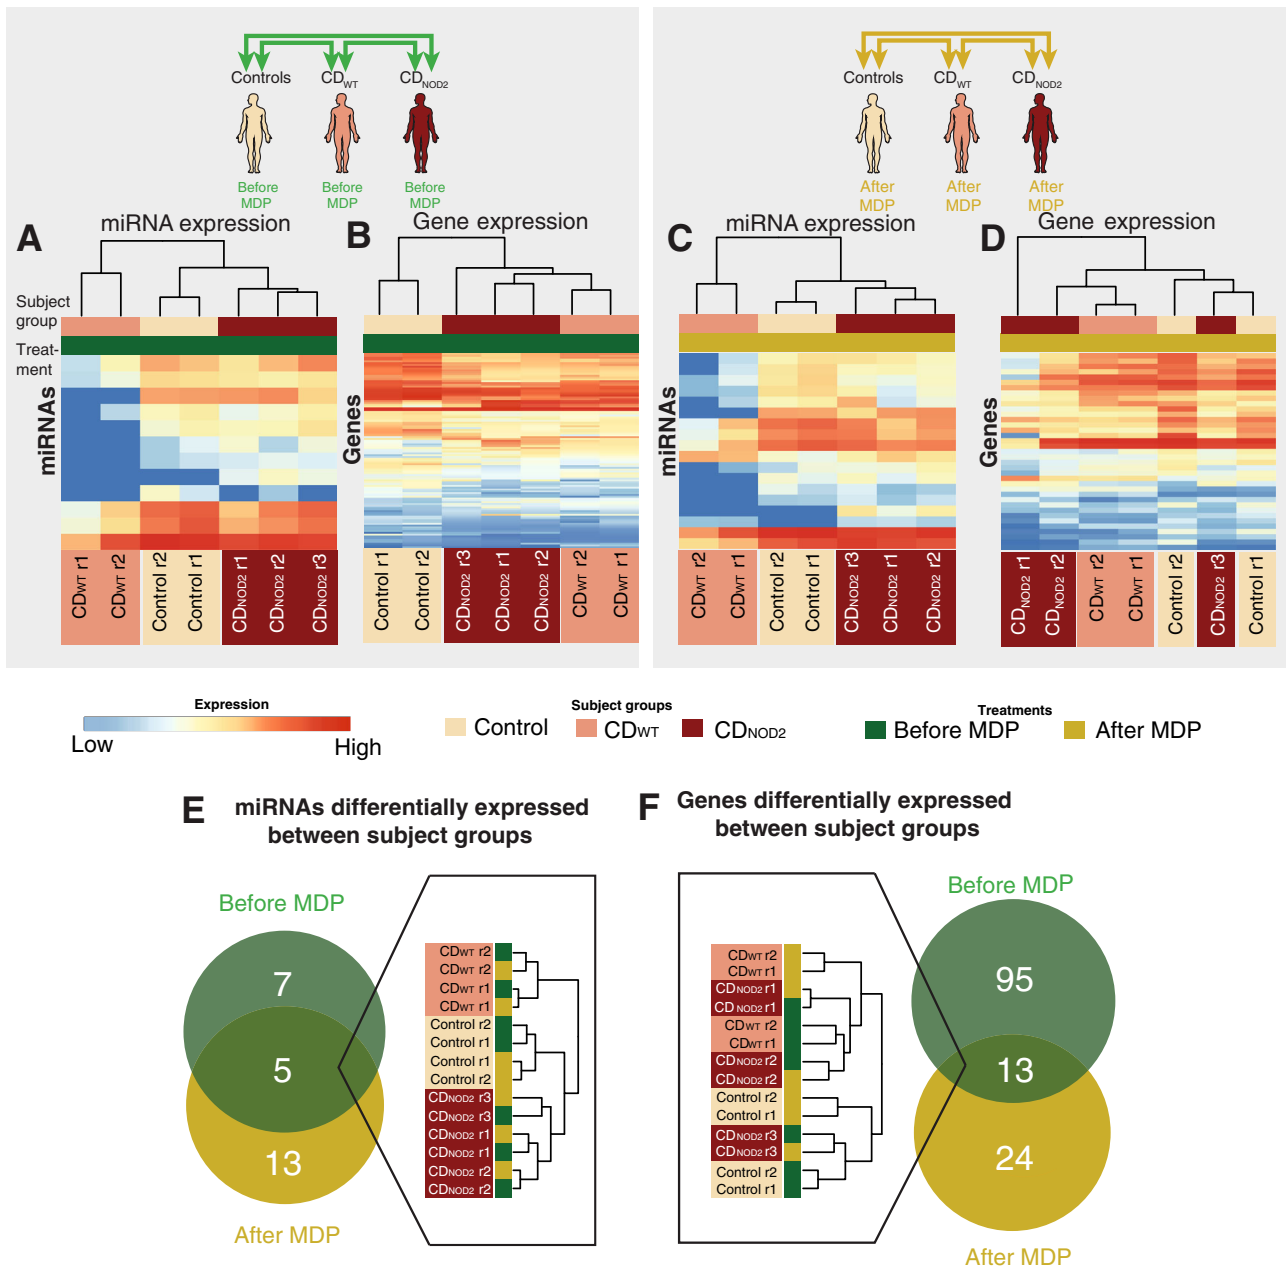 Controls CDWT CDNOD2
Before MDP Before MDP Before MDP
Controls CDWT CDNOD2
After MDP After MDP After MDP
A
miRNA expression
B
Gene expression
C
miRNA expression
D
Gene expression
Subject
group
Treat-
ment
miRNAs
Genes
miRNAs
Genes
CDWT r1
CDWT r2
Control r2
Control r1
CDNOD2 r1
CDNOD2 r2
CDNOD2 r3
Control r1
Control r2
CDNOD2 r3
CDNOD2 r1
CDNOD2 r2
CDWT r2
CDWT r1
CDWT r2
CDWT r1
Control r2
Control r1
CDNOD2 r3
CDNOD2 r1
CDNOD2 r2
CDNOD2 r1
CDNOD2 r2
CDWT r2
CDWT r1
Control r2
CDNOD2 r3
Control r1
Expression
Low High
Subject groups
Control CDWT CDNOD2
Treatments
Before MDP After MDP
E
miRNAs differentially expressed
between subject groups
Before MDP
7
5
13
After MDP
CDWT r2
CDWT r2
CDWT r1
CDWT r1
Control r2
Control r1
Control r1
Control r2
CDNOD2 r3
CDNOD2 r3
CDNOD2 r1
CDNOD2 r1
CDNOD2 r2
CDNOD2 r2
F
Genes differentially expressed
between subject groups
CDWT r2
CDWT r1
CDNOD2 r1
CDNOD2 r1
CDWT r2
CDWT r1
CDNOD2 r2
CDNOD2 r2
Control r2
Control r1
CDNOD2 r3
CDNOD2 r3
Control r2
Control r1
Before MDP
95
13
24
After MDP